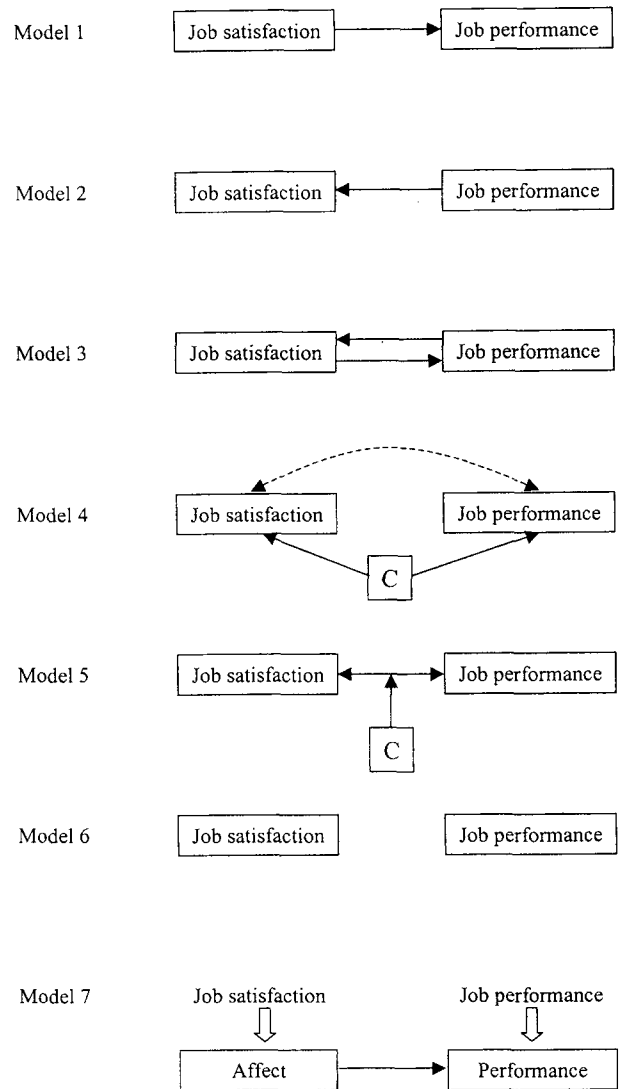 Model 1 Job satisfaction Job performance
Model 2 Job satisfaction Job performance
Model 3 Job satisfaction Job performance
Model 4 Job satisfaction Job performance
C
Model 5 Job satisfaction Job performance
C
Model 6 Job satisfaction Job performance
Model 7 Job satisfaction Job performance
Affect Performance